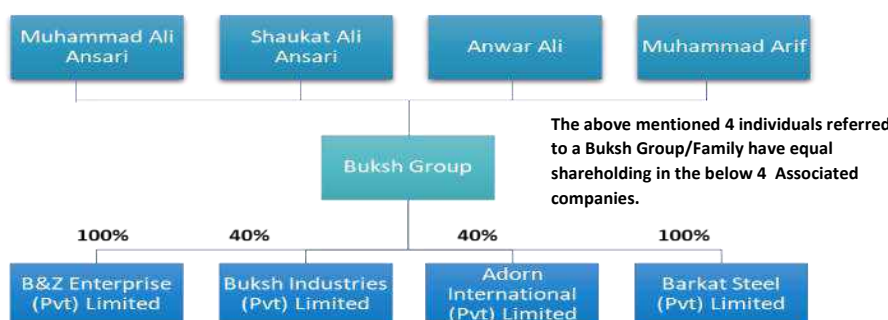 Muhammad Ali
Ansari
Shaukat Ali
Ansari
Anwar Ali
Muhammad Arif
The above mentioned 4 individuals referred
to a Buksh Group/Family have equal
shareholding in the below 4 Associated
companies.
Buksh Group
100%
40%
40%
100%
B&Z Enterprise
(Pvt) Limited
Buksh Industries
(Pvt) Limited
Adorn
International
(Pvt) Limited
Barkat Steel
(Pvt) Limited